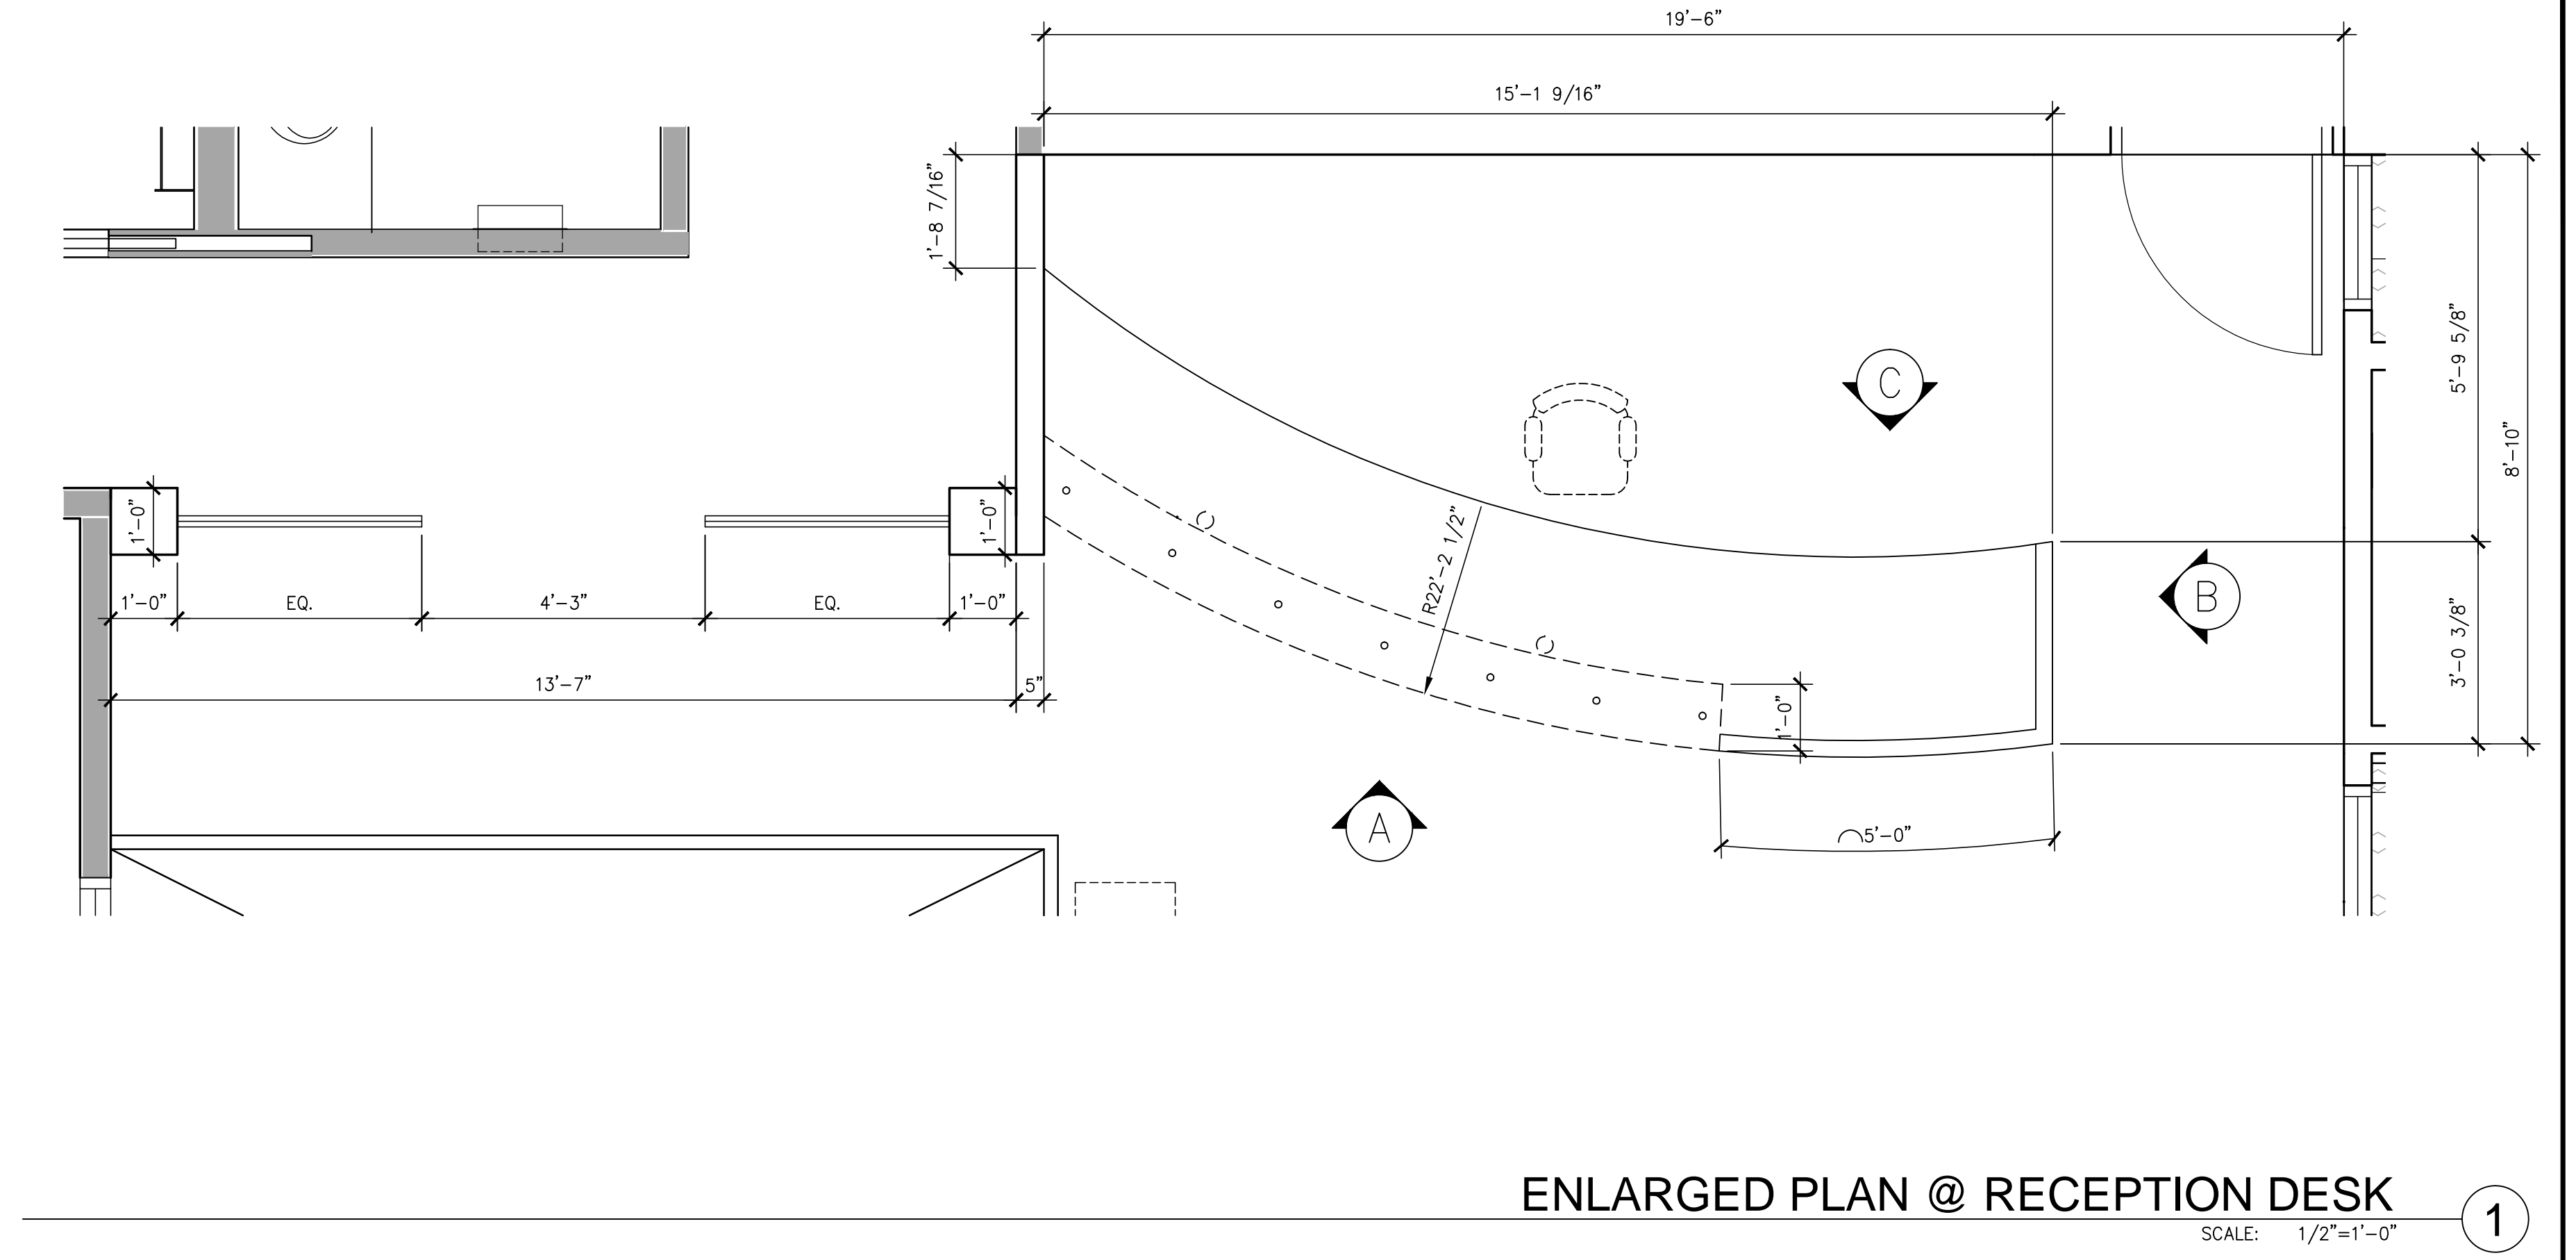 19'-6"
15'-1 9/16"
1'-8 7/16"
5'-9 5/8"
8'-10"
3'-0 3/8"
C
B
A
R22'-2 1/2"
1'-0"
1'-0"
1'-0"
EQ.
4'-3"
EQ.
1'-0"
13'-7"
5"
1'-0"
5'-0"
ENLARGED PLAN @ RECEPTION DESK
1
SCALE: 1/2"=1'-0"